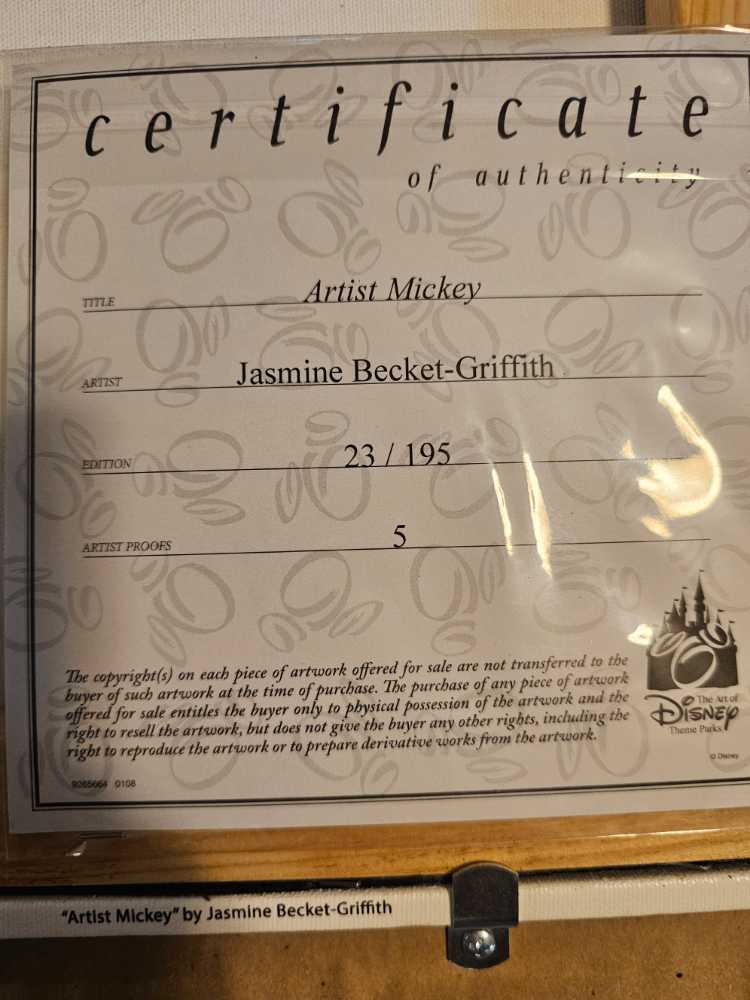 certificate
of authenticity
TITLE Artist Mickey
ARTIST Jasmine Becket-Griffith
EDITION 23 / 195
ARTIST PROOFS 5
The copyright(s) on each piece of artwork offered for sale are not transferred to the
buyer of such artwork at the time of purchase. The purchase of any piece of artwork
offered for sale entitles the buyer only to physical possession of the artwork and the
right to resell the artwork, but does not give the buyer any other rights, including the
right to reproduce the artwork or to prepare derivative works from the artwork.
The Art of
DISNEY
Theme Parks
© Disney
9265664 0108
"Artist Mickey" by Jasmine Becket-Griffith